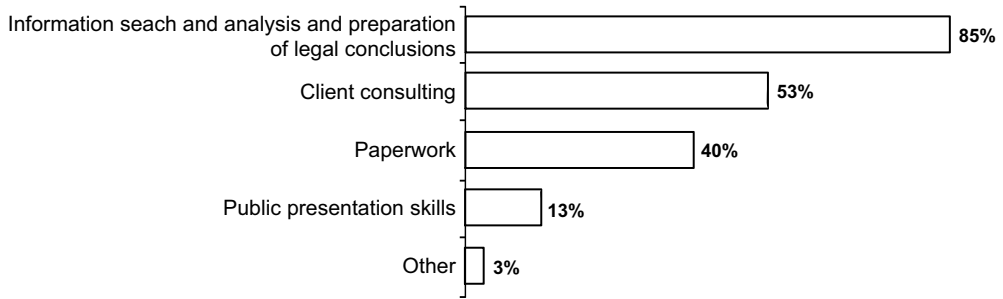 Information seach and analysis and preparation
of legal conclusions
85%
Client consulting
53%
Paperwork
40%
Public presentation skills
13%
Other
3%